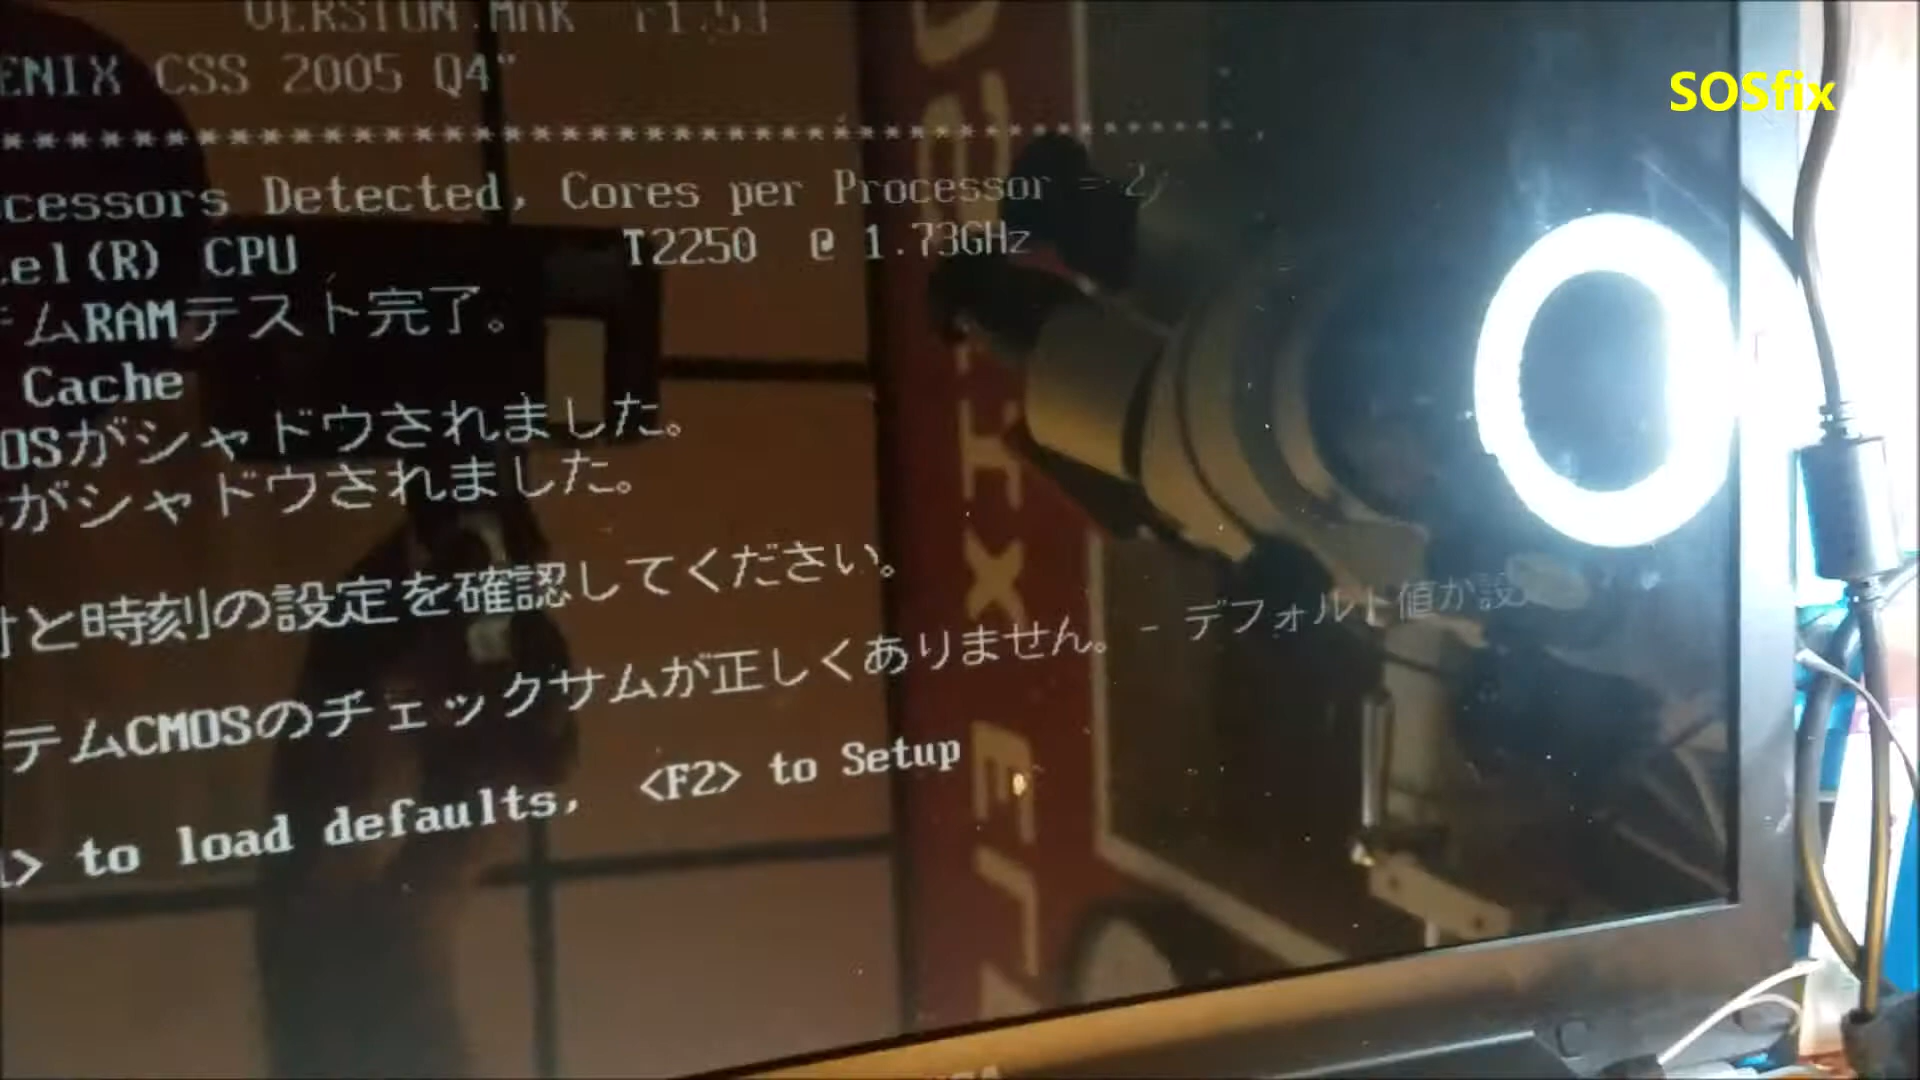 VERSION.MAK r1.53
ENIX CSS 2005 Q4"
SOSfix
***************************************
cessors Detected, Cores per Processor = 2
el(R) CPU T2250 @ 1.73GHz
ムRAMテスト完了。
Cache
OSがシャドウされました。
がシャドウされました。
と時刻の設定を確認してください。
テムCMOSのチェックサムが正しくありません。 - デフォルト値が設
> to load defaults, <F2> to Setup